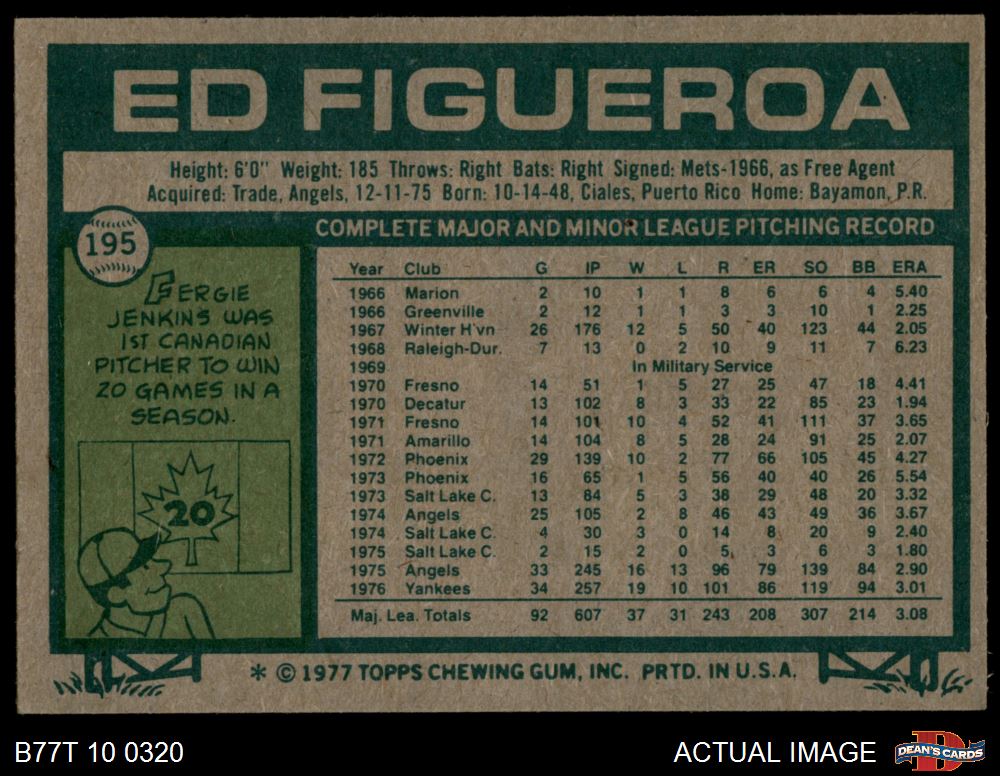 ED FIGUEROA
Height: 6'0" Weight: 185 Throws: Right Bats: Right Signed: Mets-1966, as Free Agent
Acquired: Trade, Angels, 12-11-75 Born: 10-14-48, Ciales, Puerto Rico Home: Bayamon, P.R.
195
FERGIE
JENKINS WAS
1ST CANADIAN
PITCHER TO WIN
20 GAMES IN A
SEASON.
20
COMPLETE MAJOR AND MINOR LEAGUE PITCHING RECORD
Year Club G IP W L R ER SO BB ERA
1966 Marion 2 10 1 1 8 6 6 4 5.40
1966 Greenville 2 12 1 1 3 3 10 1 2.25
1967 Winter H'vn 26 176 12 5 50 40 123 44 2.05
1968 Raleigh-Dur. 7 13 0 2 10 9 11 7 6.23
1969 In Military Service
1970 Fresno 14 51 1 5 27 25 47 18 4.41
1970 Decatur 13 102 8 3 33 22 85 23 1.94
1971 Fresno 14 101 10 4 52 41 111 37 3.65
1971 Amarillo 14 104 8 5 28 24 91 25 2.07
1972 Phoenix 29 139 10 2 77 66 105 45 4.27
1973 Phoenix 16 65 1 5 56 40 40 26 5.54
1973 Salt Lake C. 13 84 5 3 38 29 48 20 3.32
1974 Angels 25 105 2 8 46 43 49 36 3.67
1974 Salt Lake C. 4 30 3 0 14 8 20 9 2.40
1975 Salt Lake C. 2 15 2 0 5 3 6 3 1.80
1975 Angels 33 245 16 13 96 79 139 84 2.90
1976 Yankees 34 257 19 10 101 86 119 94 3.01
Maj. Lea. Totals 92 607 37 31 243 208 307 214 3.08
* © 1977 TOPPS CHEWING GUM, INC. PRTD. IN U.S.A.
B77T 10 0320
ACTUAL IMAGE
DEAN'S CARDS